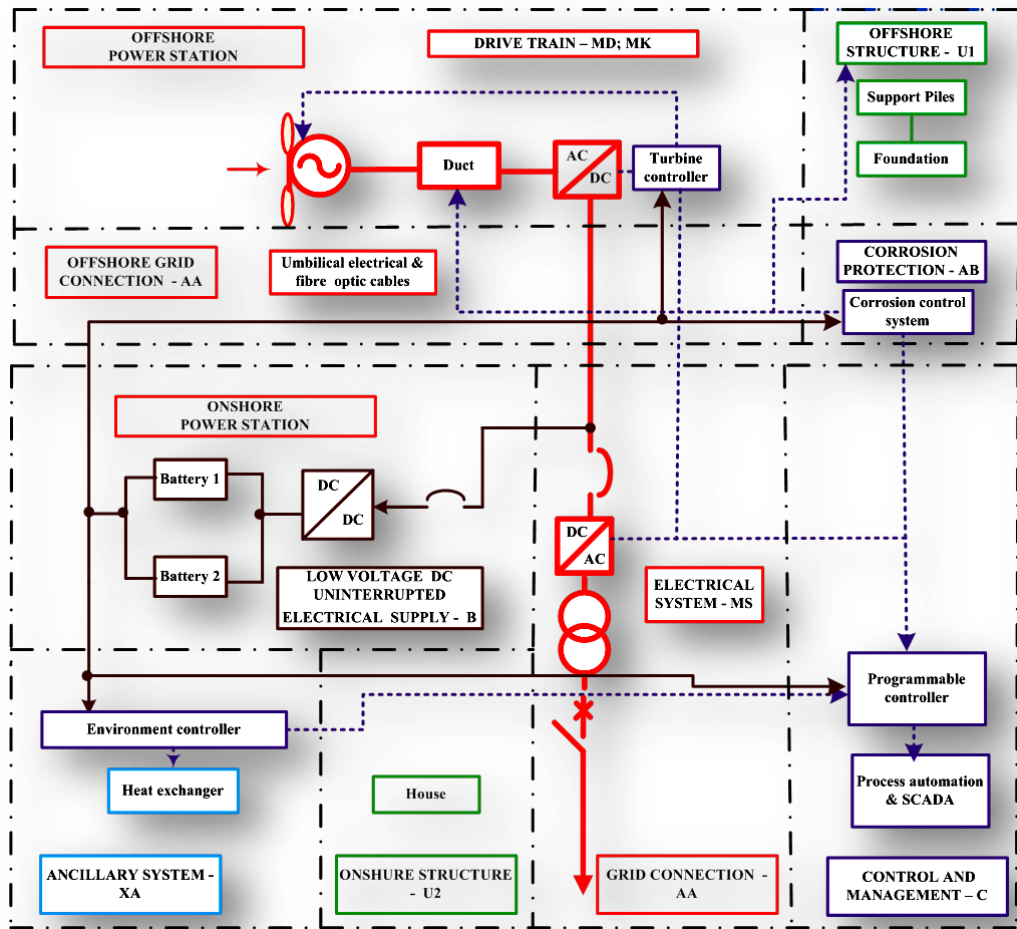 OFFSHORE
POWER STATION
DRIVE TRAIN – MD; MK
OFFSHORE
STRUCTURE - U1
Support Piles
Foundation
Duct
AC
DC
Turbine
controller
OFFSHORE GRID
CONNECTION - AA
Umbilical electrical &
fibre optic cables
CORROSION
PROTECTION - AB
Corrosion control
system
ONSHORE
POWER STATION
Battery 1
Battery 2
DC
DC
LOW VOLTAGE DC
UNINTERRUPTED
ELECTRICAL SUPPLY - B
DC
AC
ELECTRICAL
SYSTEM - MS
Programmable
controller
Process automation
& SCADA
Environment controller
Heat exchanger
House
ANCILLARY SYSTEM -
XA
ONSHURE STRUCTURE
- U2
GRID CONNECTION -
AA
CONTROL AND
MANAGEMENT – C